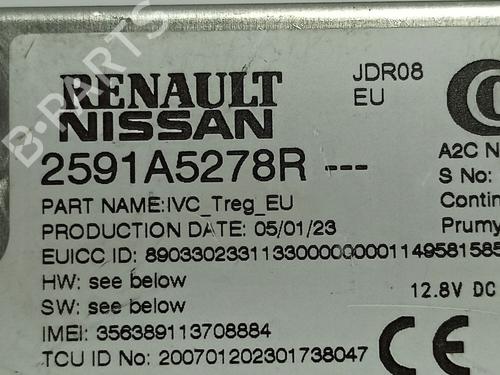 B-PARTS
RENAULT
NISSAN
JDR08
EU
2591A5278R ---
A2C N
PART NAME:IVC_Treg_EU
S No:
PRODUCTION DATE: 05/01/23
Contin
EUICC ID: 89033023311330000000001149581585
Prumy
HW: see below
12.8V DC
SW: see below
IMEI: 356389113708884
TCU ID No: 200701202301738047
CE